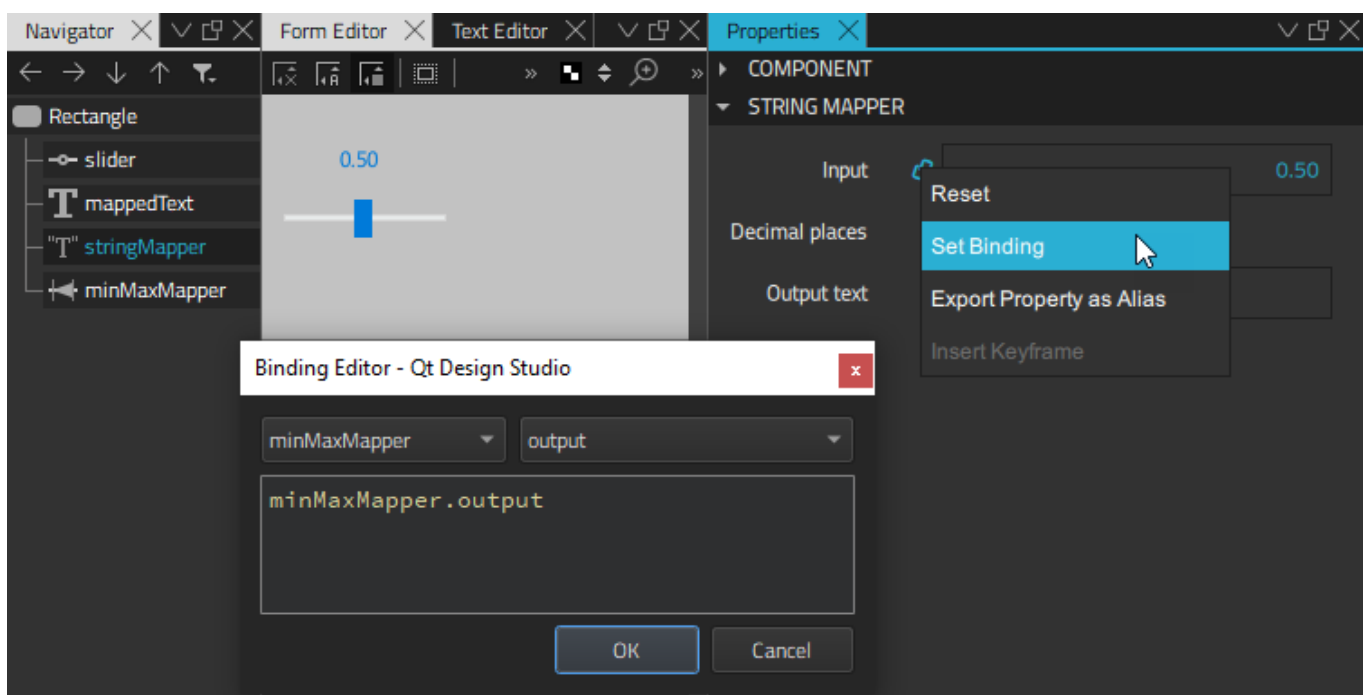 Navigator
Form Editor
Text Editor
Properties
COMPONENT
STRING MAPPER
Rectangle
slider
T mappedText
"T" stringMapper
minMaxMapper
0.50
Input
0.50
Decimal places
Output text
Reset
Set Binding
Export Property as Alias
Insert Keyframe
Binding Editor - Qt Design Studio
x
minMaxMapper
output
minMaxMapper.output
OK
Cancel